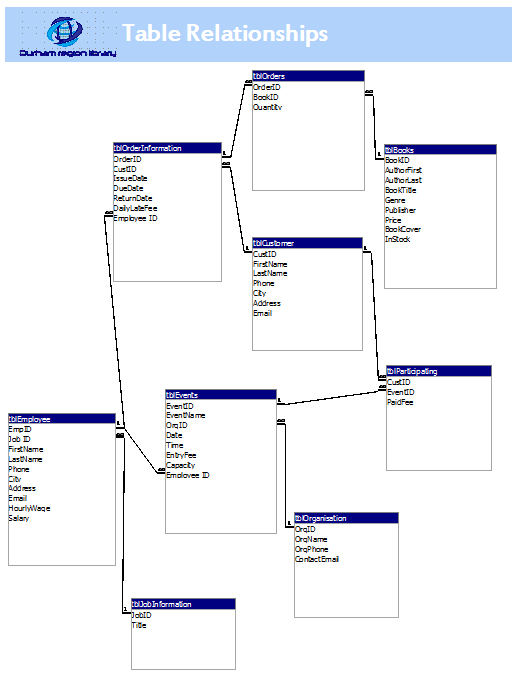 Table Relationships
Durham region library
tblOrders
OrderID
BookID
Quantity
tblOrderInformation
OrderID
CustID
IssueDate
DueDate
ReturnDate
DailyLateFee
Employee ID
tblBooks
BookID
AuthorFirst
AuthorLast
BookTitle
Genre
Publisher
Price
BookCover
InStock
tblCustomer
CustID
FirstName
LastName
Phone
City
Address
Email
tblParticipating
CustID
EventID
PaidFee
tblEvents
EventID
EventName
OrgID
Date
Time
EntryFee
Capacity
Employee ID
tblEmployee
EmpID
Job ID
FirstName
LastName
Phone
City
Address
Email
HourlyWage
Salary
tblOrganisation
OrgID
OrgName
OrgPhone
ContactEmail
tblJobInformation
JobID
Title